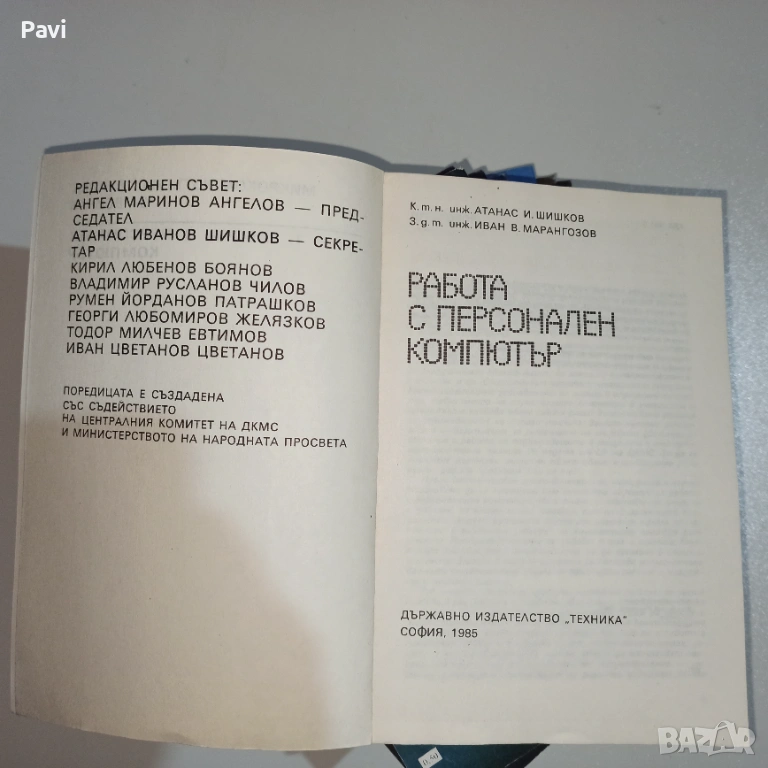 Pavi
РЕДАКЦИОНЕН СЪВЕТ:
АНГЕЛ МАРИНОВ АНГЕЛОВ — ПРЕД-
СЕДАТЕЛ
АТАНАС ИВАНОВ ШИШКОВ — СЕКРЕ-
ТАР
КИРИЛ ЛЮБЕНОВ БОЯНОВ
ВЛАДИМИР РУСЛАНОВ ЧИЛОВ
РУМЕН ЙОРДАНОВ ПАТРАШКОВ
ГЕОРГИ ЛЮБОМИРОВ ЖЕЛЯЗКОВ
ТОДОР МИЛЧЕВ ЕВТИМОВ
ИВАН ЦВЕТАНОВ ЦВЕТАНОВ
ПОРЕДИЦАТА Е СЪЗДАДЕНА
СЪС СЪДЕЙСТВИЕТО
НА ЦЕНТРАЛНИЯ КОМИТЕТ НА ДКМС
И МИНИСТЕРСТВОТО НА НАРОДНАТА ПРОСВЕТА
К.т.н. инж. АТАНАС И. ШИШКОВ
З.д.т. инж. ИВАН В. МАРАНГОЗОВ
РАБОТА
С ПЕРСОНАЛЕН
КОМПЮТЪР
ДЪРЖАВНО ИЗДАТЕЛСТВО „ТЕХНИКА"
СОФИЯ, 1985
BAZAR